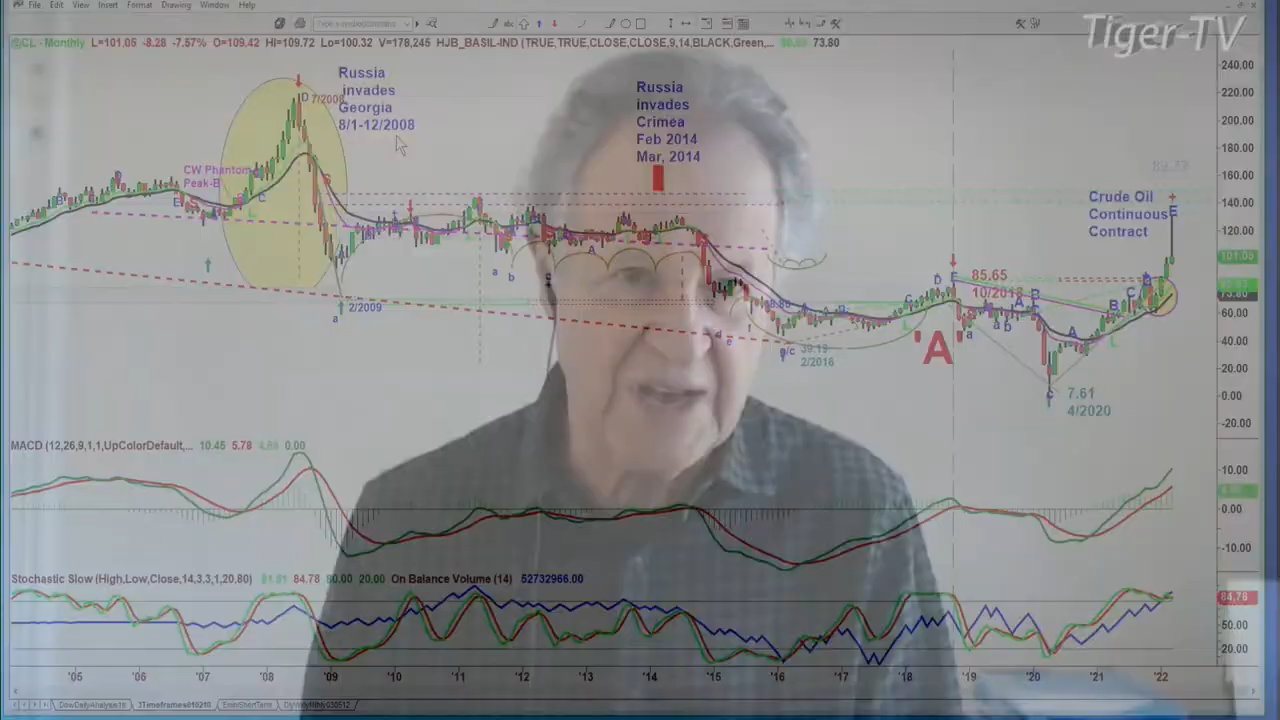 File Edit View Insert Format Drawing Window Help
Tiger-TV
@CL - Monthly L=101.05 -8.28 -7.57% O=109.42 Hi=109.72 Lo=100.32 V=178,245 HJB_BASIL-IND (TRUE,TRUE,CLOSE,CLOSE,9,14,BLACK,Green,... 73.80
240.00
220.00
200.00
180.00
160.00
140.00
120.00
101.05
73.80
60.00
40.00
20.00
0.00
-20.00
Russia
invades
Georgia
8/1-12/2008
D 7/2008
Russia
invades
Crimea
Feb 2014
Mar, 2014
CW Phantom
Peak-B
Crude Oil
Continuous
Contract
85.65
10/2018
'A'
a 2/2009
39.19
2/2016
7.61
4/2020
MACD (12,26,9,1,1,UpColorDefault,... 10.45 5.78 0.00
10.00
0.00
-10.00
Stochastic Slow (High,Low,Close,14,3,3,1,20,80) 84.78 80.00 20.00 On Balance Volume (14) 52732966.00
84.78
50.00
20.00
'05 '06 '07 '08 '09 '10 '11 '12 '13 '14 '15 '16 '17 '18 '19 '20 '21 '22